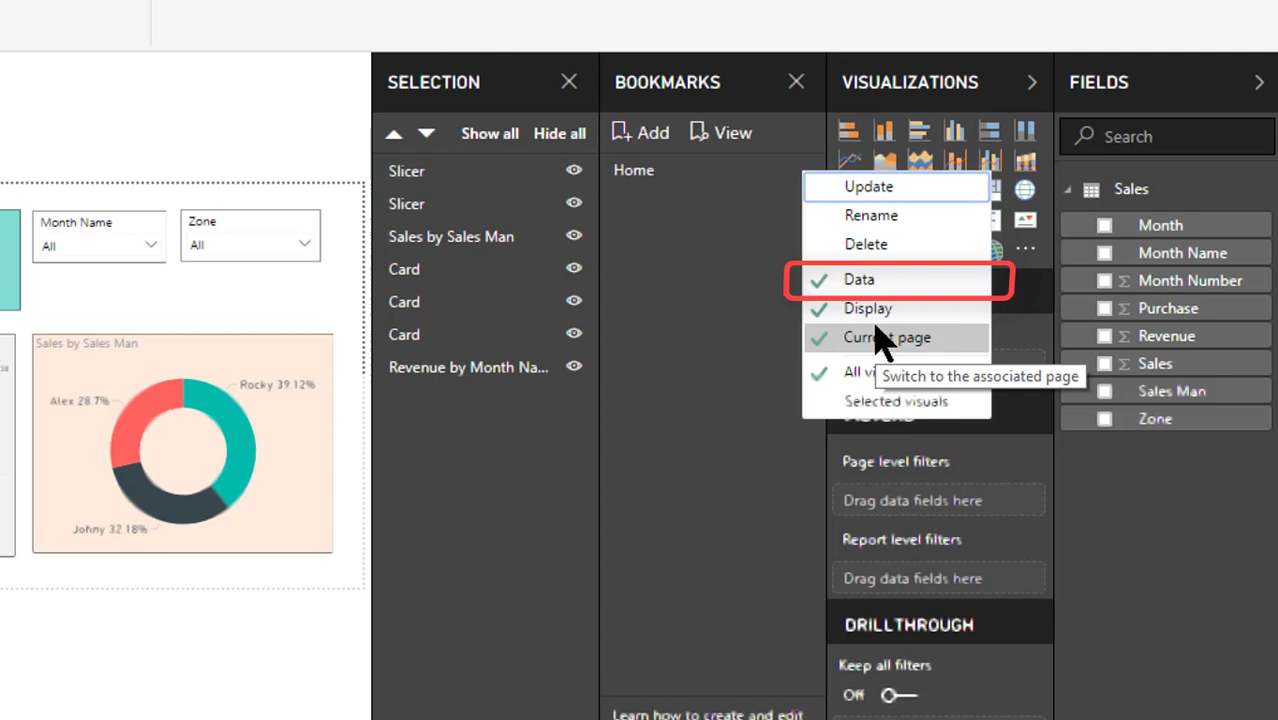 SELECTION
BOOKMARKS
VISUALIZATIONS
FIELDS
Show all
Hide all
Add
View
Search
Slicer
Slicer
Sales by Sales Man
Card
Card
Card
Revenue by Month Na...
Home
Update
Rename
Delete
Data
Display
Current page
All
Selected visuals
Switch to the associated page
Page level filters
Drag data fields here
Report level filters
Drag data fields here
DRILLTHROUGH
Keep all filters
Off
Sales
Month
Month Name
Σ Month Number
Σ Purchase
Σ Revenue
Σ Sales
Sales Man
Zone
Month Name
All
Zone
All
Sales by Sales Man
Rocky 39.12%
Alex 28.7%
Johny 32.18%
Learn how to create and edit